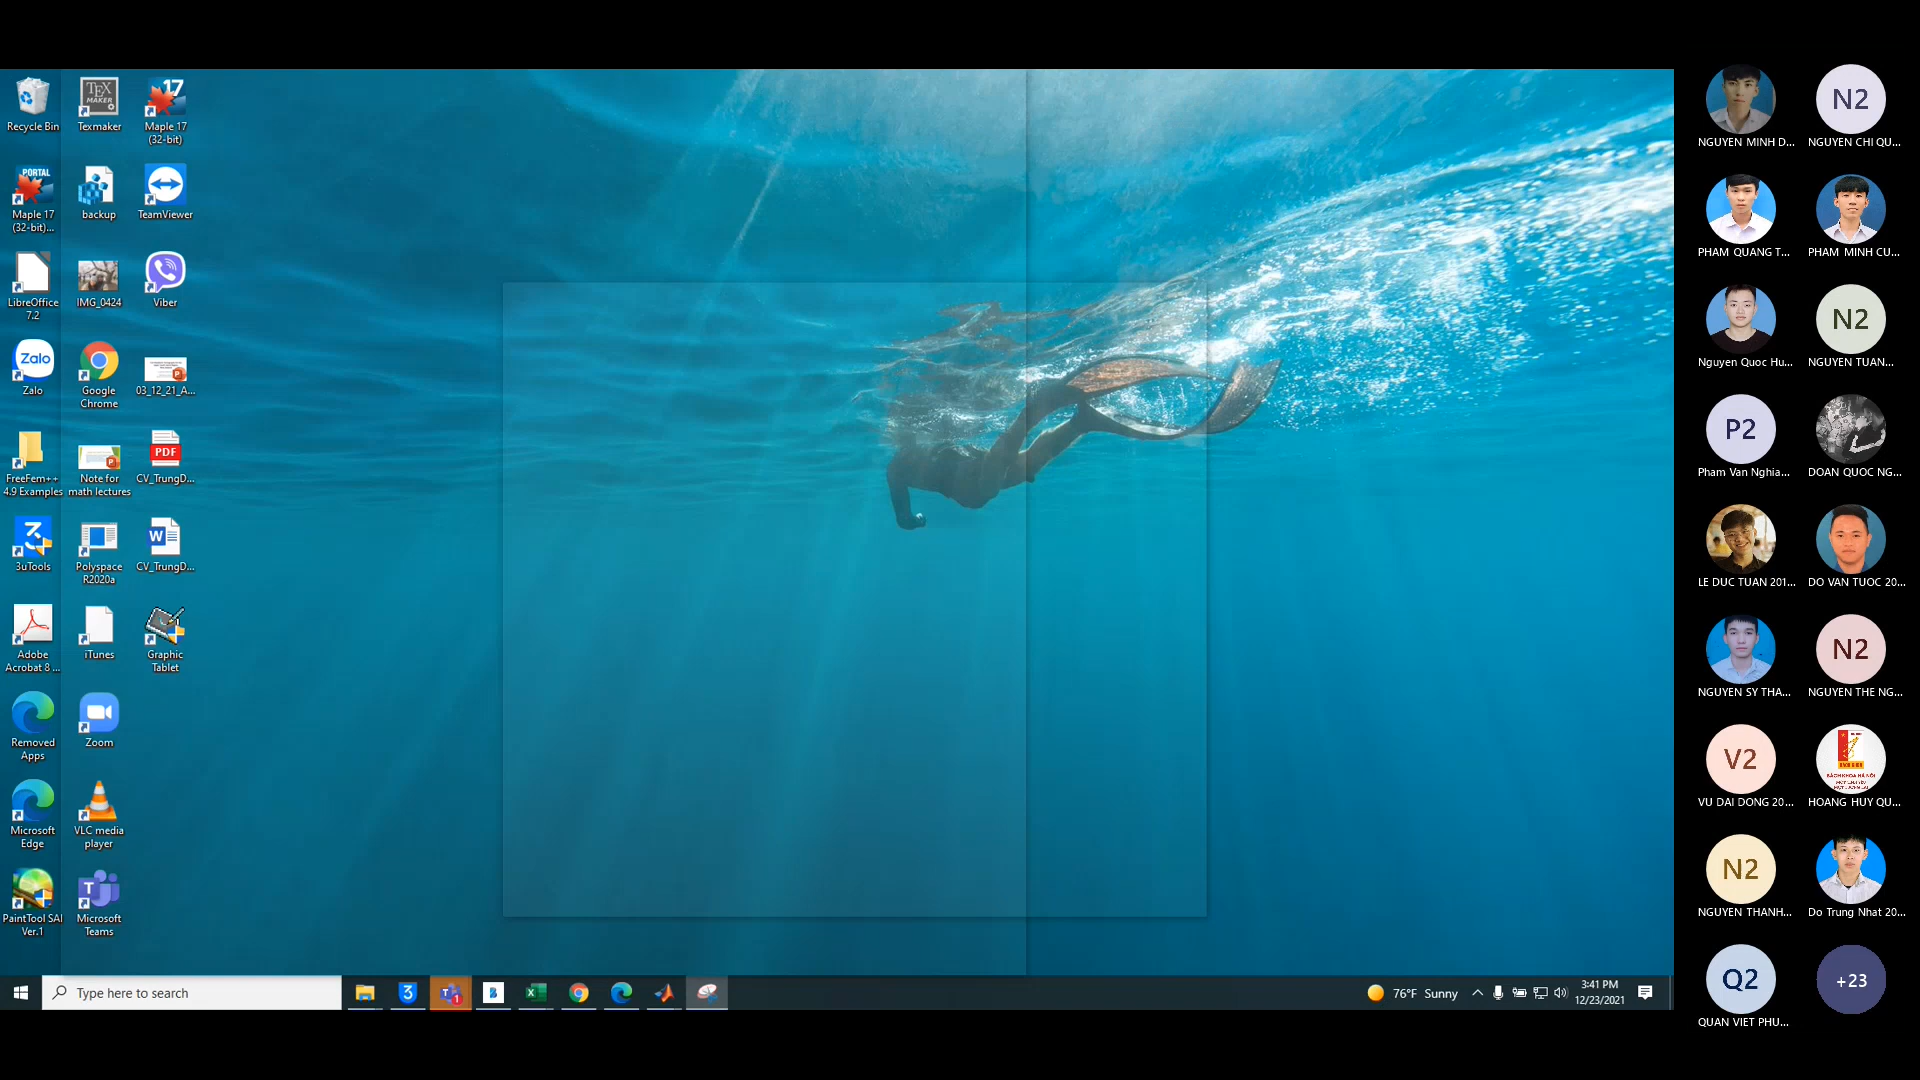 Recycle Bin
Texmaker
Maple 17
(32-bit)
Maple 17
(32-bit)...
backup
TeamViewer
LibreOffice
7.2
IMG_0424
Viber
Zalo
Google
Chrome
03_12_21_A...
FreeFem++
4.9 Examples
Note for
math lectures
CV_TrungD...
3uTools
Polyspace
R2020a
CV_TrungD...
Adobe
Acrobat 8 ...
iTunes
Graphic
Tablet
Removed
Apps
Zoom
Microsoft
Edge
VLC media
player
PaintTool SAI
Ver.1
Microsoft
Teams
TEX
MAKER
17
PORTAL
Zalo
PDF
Type here to search
76°F Sunny
3:41 PM
12/23/2021
N2
NGUYEN MINH D...
NGUYEN CHI QU...
PHAM QUANG T...
PHAM MINH CU...
N2
Nguyen Quoc Hu...
NGUYEN TUAN...
P2
Pham Van Nghia...
DOAN QUOC NG...
LE DUC TUAN 201...
DO VAN TUOC 20...
N2
NGUYEN SY THA...
NGUYEN THE NG...
V2
VU DAI DONG 20...
HOANG HUY QU...
N2
NGUYEN THANH...
Do Trung Nhat 20...
Q2
+23
QUAN VIET PHU...